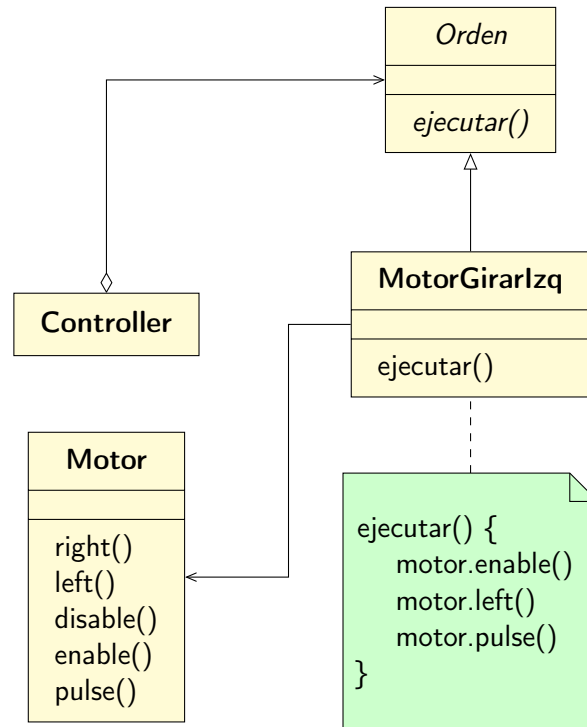 Orden
ejecutar()
MotorGirarIzq
ejecutar()
Controller
Motor
right()
left()
disable()
enable()
pulse()
ejecutar() {
motor.enable()
motor.left()
motor.pulse()
}